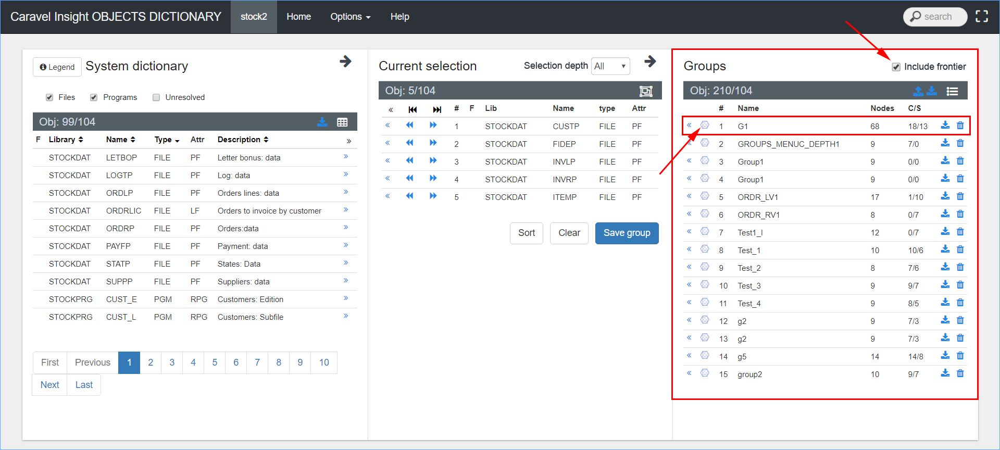 Caravel Insight OBJECTS DICTIONARY stock2 Home Options Help search
Legend System dictionary
Files Programs Unresolved
Obj: 99/104
F Library Name Type Attr Description »
STOCKDAT LETBOP FILE PF Letter bonus: data »
STOCKDAT LOGTP FILE PF Log: data »
STOCKDAT ORDLP FILE PF Orders lines: data »
STOCKDAT ORDRLIC FILE LF Orders to invoice by customer »
STOCKDAT ORDRP FILE PF Orders:data »
STOCKDAT PAYFP FILE PF Payment: data »
STOCKDAT STATP FILE PF States: Data »
STOCKDAT SUPPP FILE PF Suppliers: data »
STOCKPRG CUST_E PGM RPG Customers: Edition »
STOCKPRG CUST_L PGM RPG Customers: Subfile »
First Previous 1 2 3 4 5 6 7 8 9 10
Next Last
Current selection Selection depth All
Obj: 5/104
« # F Lib Name type Attr
« 1 STOCKDAT CUSTP FILE PF
« 2 STOCKDAT FIDEP FILE PF
« 3 STOCKDAT INVLP FILE PF
« 4 STOCKDAT INVRP FILE PF
« 5 STOCKDAT ITEMP FILE PF
Sort Clear Save group
Groups Include frontier
Obj: 210/104
# Name Nodes C/S
« 1 G1 68 18/13
« 2 GROUPS_MENUC_DEPTH1 9 7/0
« 3 Group1 9 0/0
« 4 Group1 9 0/0
« 5 ORDR_LV1 17 1/10
« 6 ORDR_RV1 8 0/7
« 7 Test1_I 12 0/7
« 8 Test_1 10 10/6
« 9 Test_2 8 7/6
« 10 Test_3 9 9/7
« 11 Test_4 9 8/5
« 12 g2 9 7/3
« 13 g2 9 7/3
« 14 g5 14 14/8
« 15 group2 10 9/7